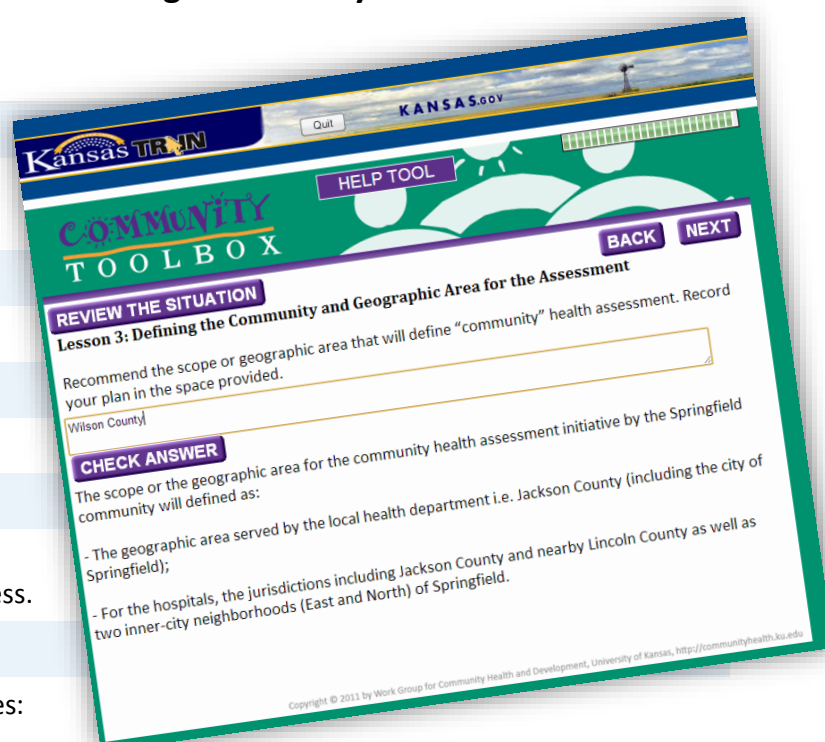 Kansas TRAIN
Quit
KANSAS.GOV
COMMUNITY
TOOLBOX
HELP TOOL
BACK
NEXT
REVIEW THE SITUATION
Lesson 3: Defining the Community and Geographic Area for the Assessment
Recommend the scope or geographic area that will define “community” health assessment. Record
your plan in the space provided.
Wilson County
CHECK ANSWER
The scope or the geographic area for the community health assessment initiative by the Springfield
community will defined as:
- The geographic area served by the local health department i.e. Jackson County (including the city of
Springfield);
- For the hospitals, the jurisdictions including Jackson County and nearby Lincoln County as well as
two inner-city neighborhoods (East and North) of Springfield.
Copyright © 2011 by Work Group for Community Health and Development, University of Kansas, http://communityhealth.ku.edu
ess.
es: